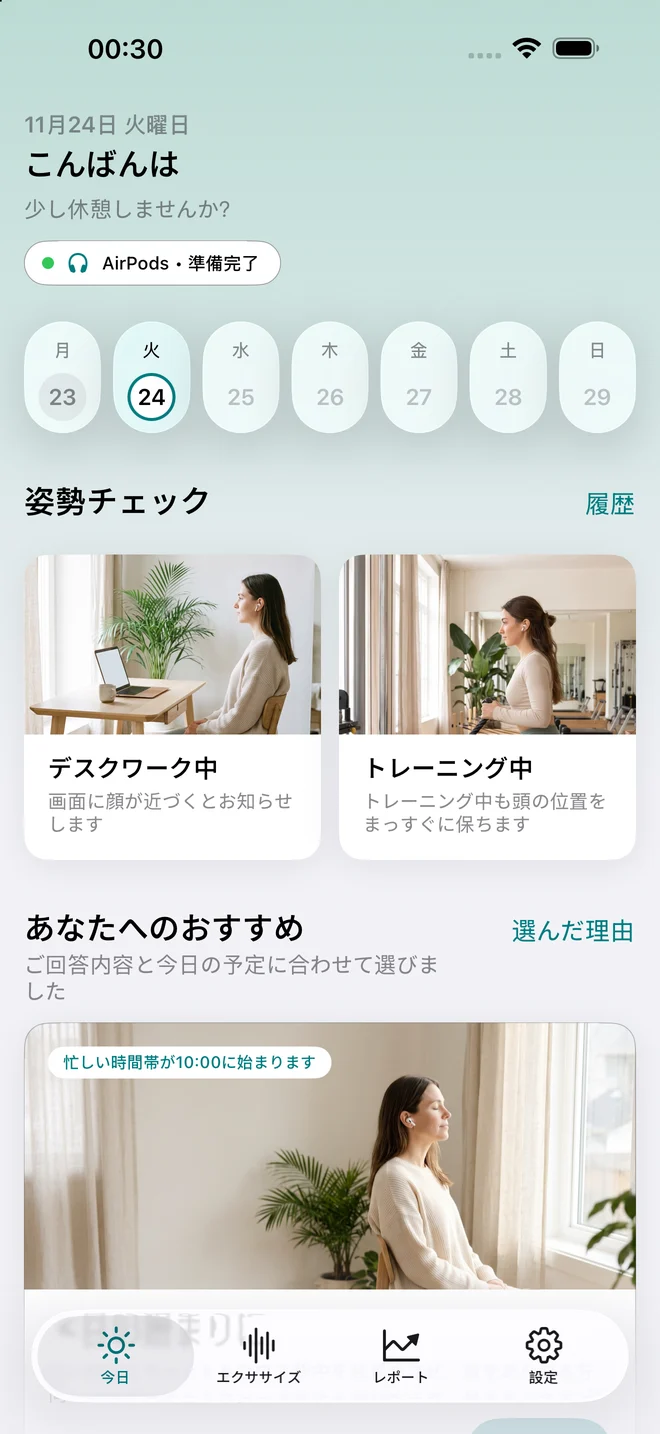 00:30
11月24日 火曜日
こんばんは
少し休憩しませんか?
AirPods・準備完了
月 火 水 木 金 土 日
23 24 25 26 27 28 29
姿勢チェック 履歴
デスクワーク中
画面に顔が近づくとお知らせ
します
トレーニング中
トレーニング中も頭の位置を
まっすぐに保ちます
あなたへのおすすめ 選んだ理由
ご回答内容と今日の予定に合わせて選びま
した
忙しい時間帯が10:00に始まります
今日 エクササイズ レポート 設定